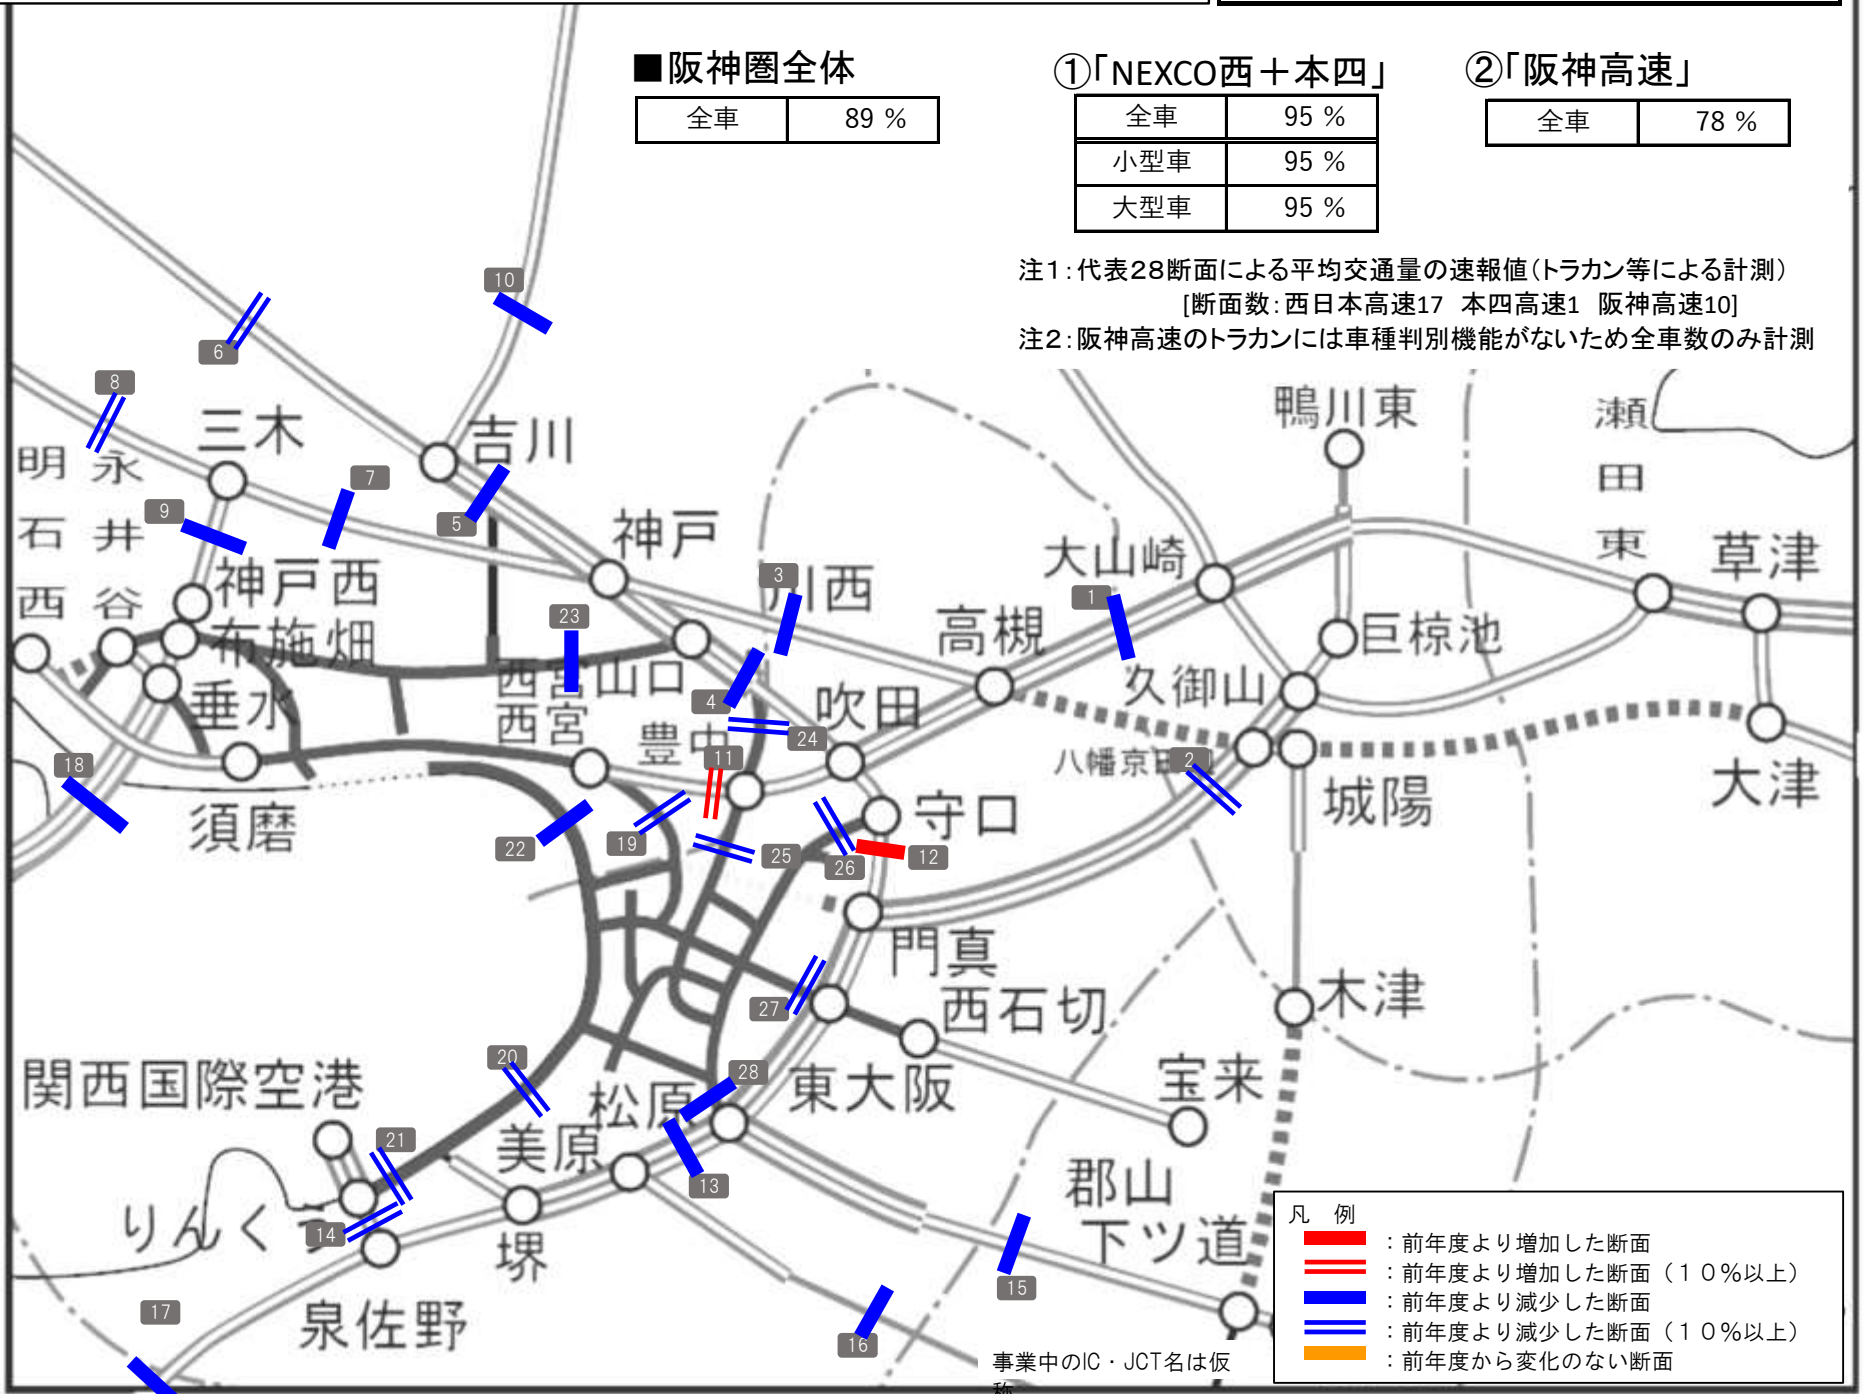 ■阪神圏全体
全車 89 %
①「NEXCO西＋本四」
全車 95 %
小型車 95 %
大型車 95 %
②「阪神高速」
全車 78 %
注1：代表28断面による平均交通量の速報値（トラカン等による計測）
[断面数：西日本高速17 本四高速1 阪神高速10]
注2：阪神高速のトラカンには車種判別機能がないため全車数のみ計測
10
6
8
三木
吉川
7
9
5
明石西
永井谷
神戸西
布施畑
神戸
23
3
川西
西宮山口
西宮
4
24
豊中
11
吹田
高槻
1
大山崎
鴨川東
瀬田東
草津
巨椋池
久御山
八幡京田
2
城陽
大津
垂水
18
須磨
22
19
25
26
守口
12
門真
27
西石切
木津
宝来
東大阪
関西国際空港
20
松原
28
21
美原
13
りんくう
14
堺
泉佐野
17
郡山
下ツ道
15
16
事業中のIC・JCT名は仮
称
凡 例
：前年度より増加した断面
：前年度より増加した断面（１０％以上）
：前年度より減少した断面
：前年度より減少した断面（１０％以上）
：前年度から変化のない断面